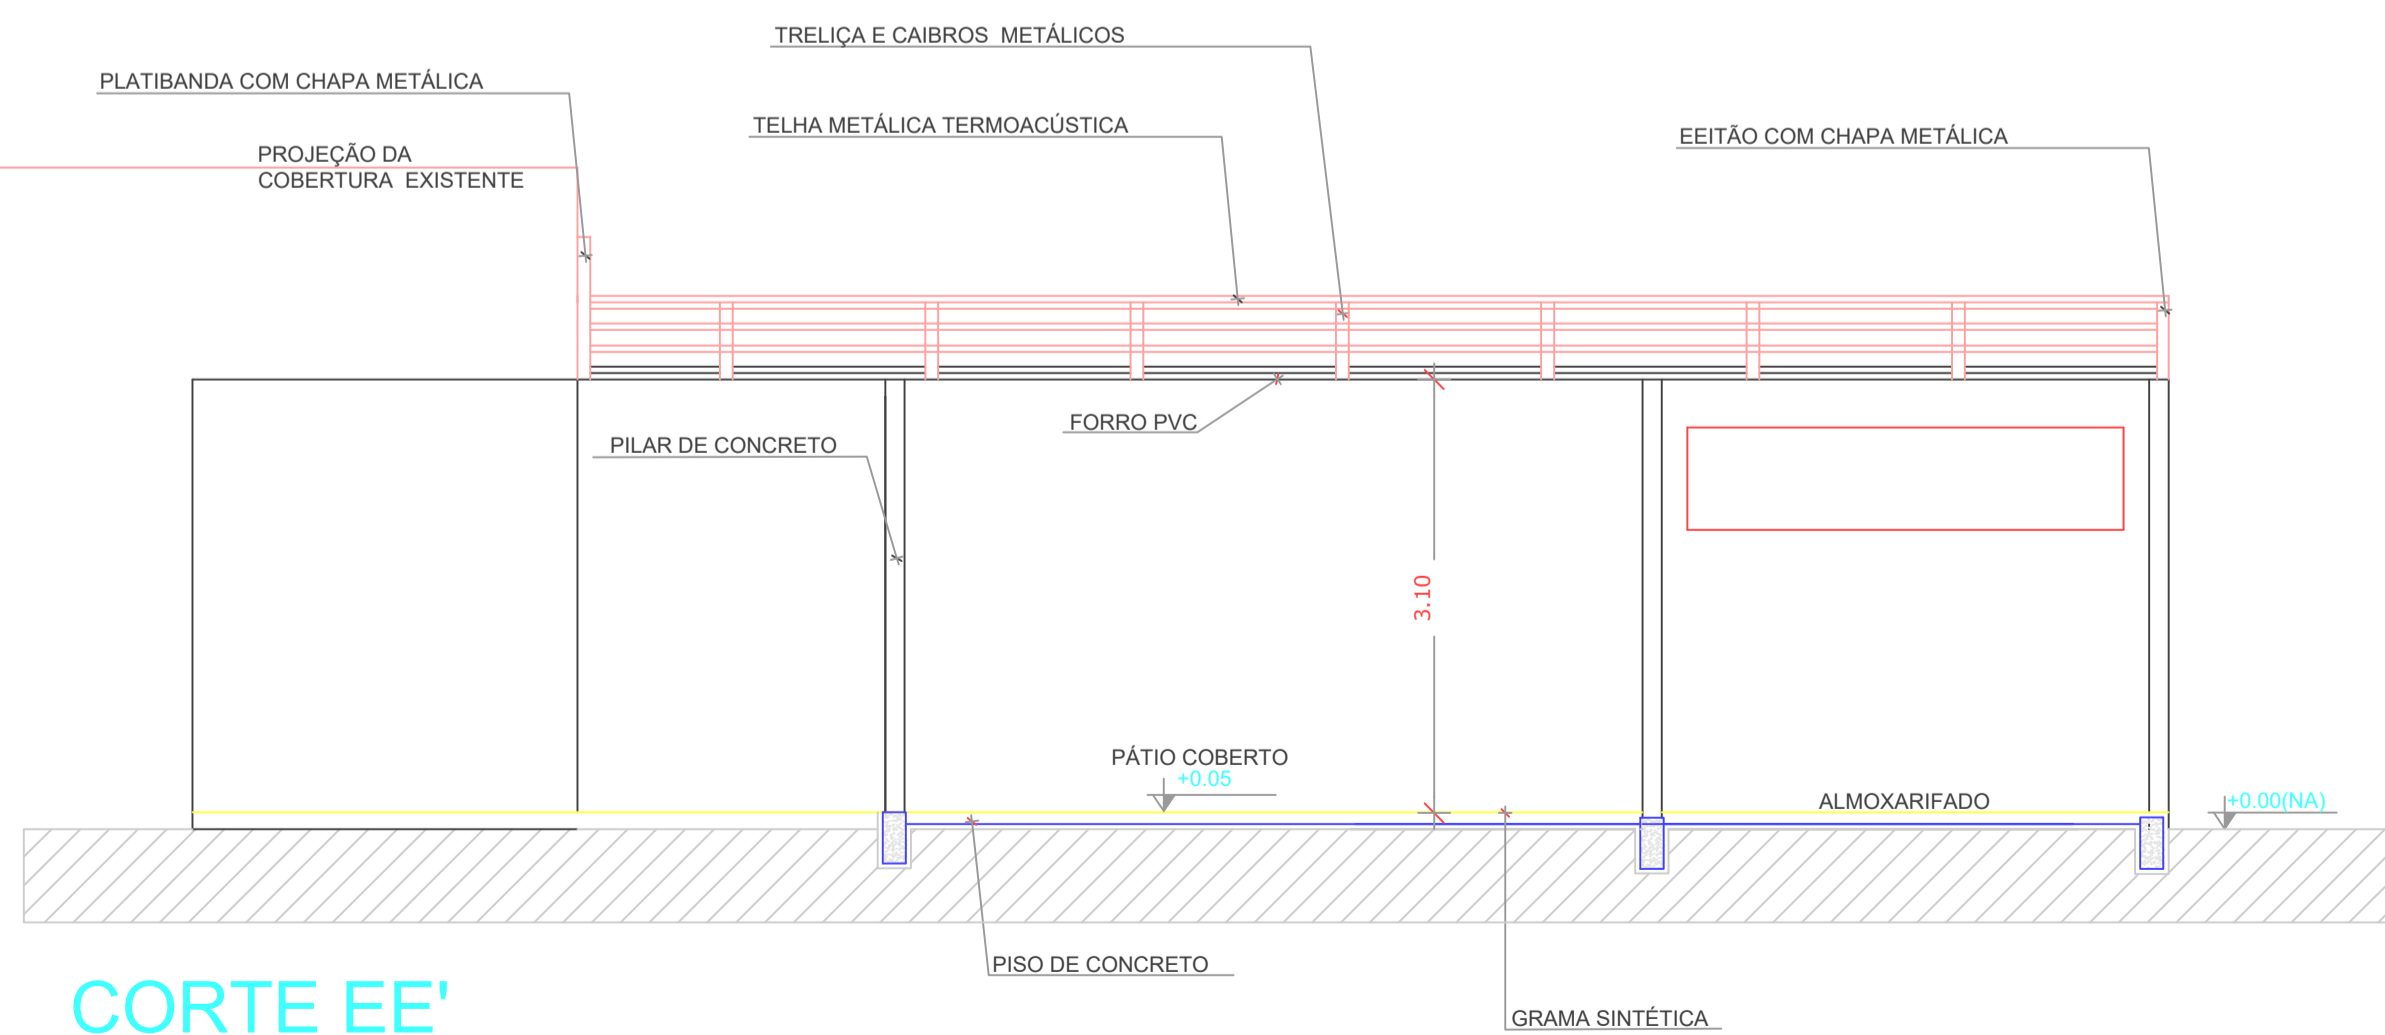 TRELIÇA E CAIBROS METÁLICOS
PLATIBANDA COM CHAPA METÁLICA
TELHA METÁLICA TERMOACÚSTICA
EEITÃO COM CHAPA METÁLICA
PROJEÇÃO DA
COBERTURA EXISTENTE
FORRO PVC
PILAR DE CONCRETO
3.10
PÁTIO COBERTO
+0.05
ALMOXARIFADO
+0.00(NA)
PISO DE CONCRETO
CORTE EE'
GRAMA SINTÉTICA